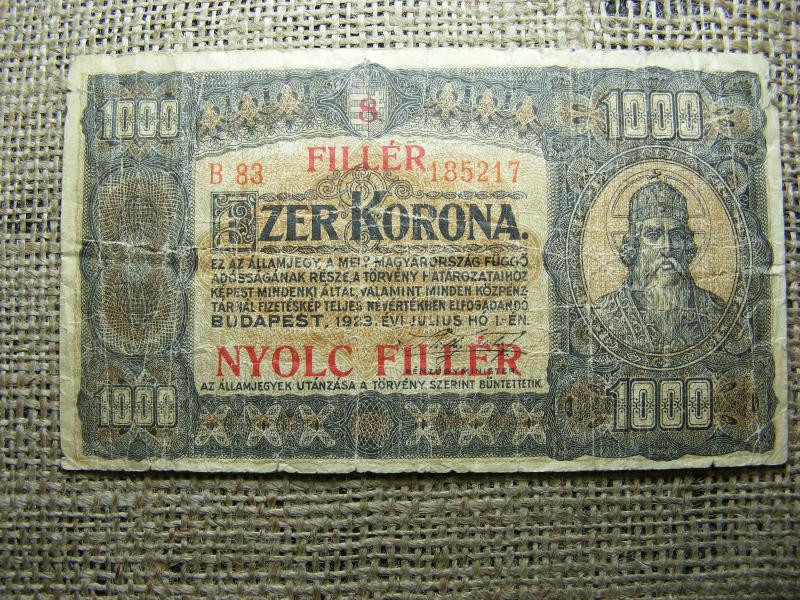 1000 8 1000
FILLÉR
B 83 185217
EZER KORONA.
EZ AZ ÁLLAMJEGY, A MELY MAGYARORSZÁG FÜGGŐ
ADÓSSÁGÁNAK RÉSZE, A TÖRVÉNY HATÁROZATAIHOZ
KÉPEST MINDENKI ÁLTAL, VALAMINT MINDEN KÖZPÉNZ-
TÁRNÁL FIZETÉSKÉP TELJES NÉVÉRTÉKBEN ELFOGADANDÓ
BUDAPEST, 1923. ÉVI JULIUS HÓ 1.-ÉN.
NYOLC FILLÉR
PÉNZÜGYMINISTER.
AZ ÁLLAMJEGYEK UTÁNZÁSA A TÖRVÉNY SZERINT BÜNTETTETIK.
1000 1000